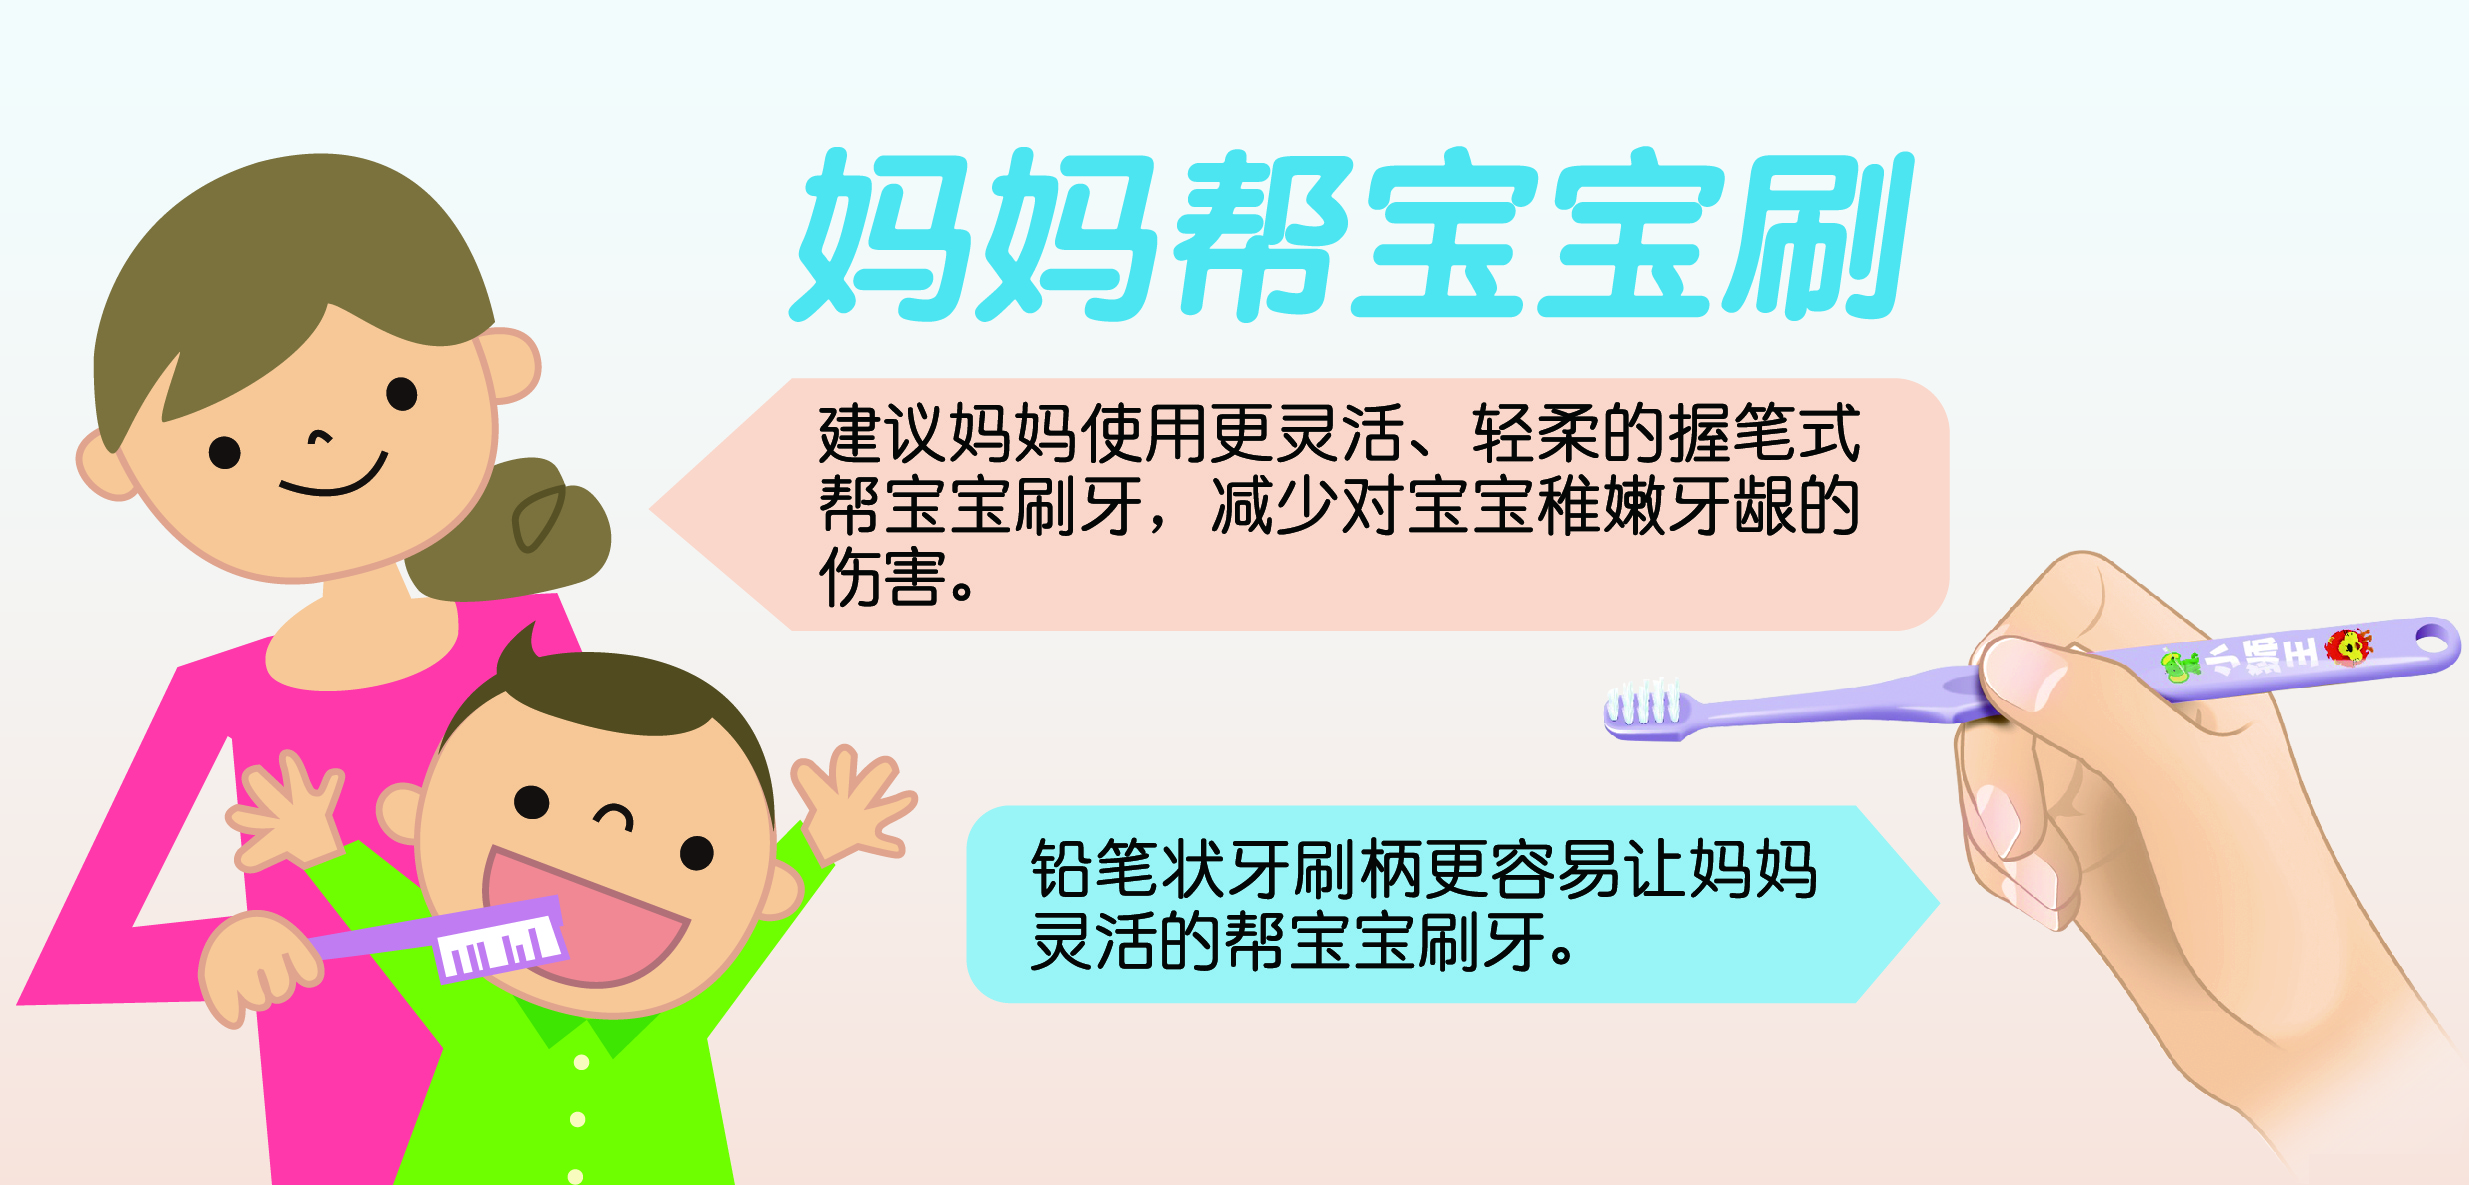 妈妈帮宝宝刷
建议妈妈使用更灵活、轻柔的握笔式
帮宝宝刷牙，减少对宝宝稚嫩牙龈的
伤害。
小狮王
铅笔状牙刷柄更容易让妈妈
灵活的帮宝宝刷牙。